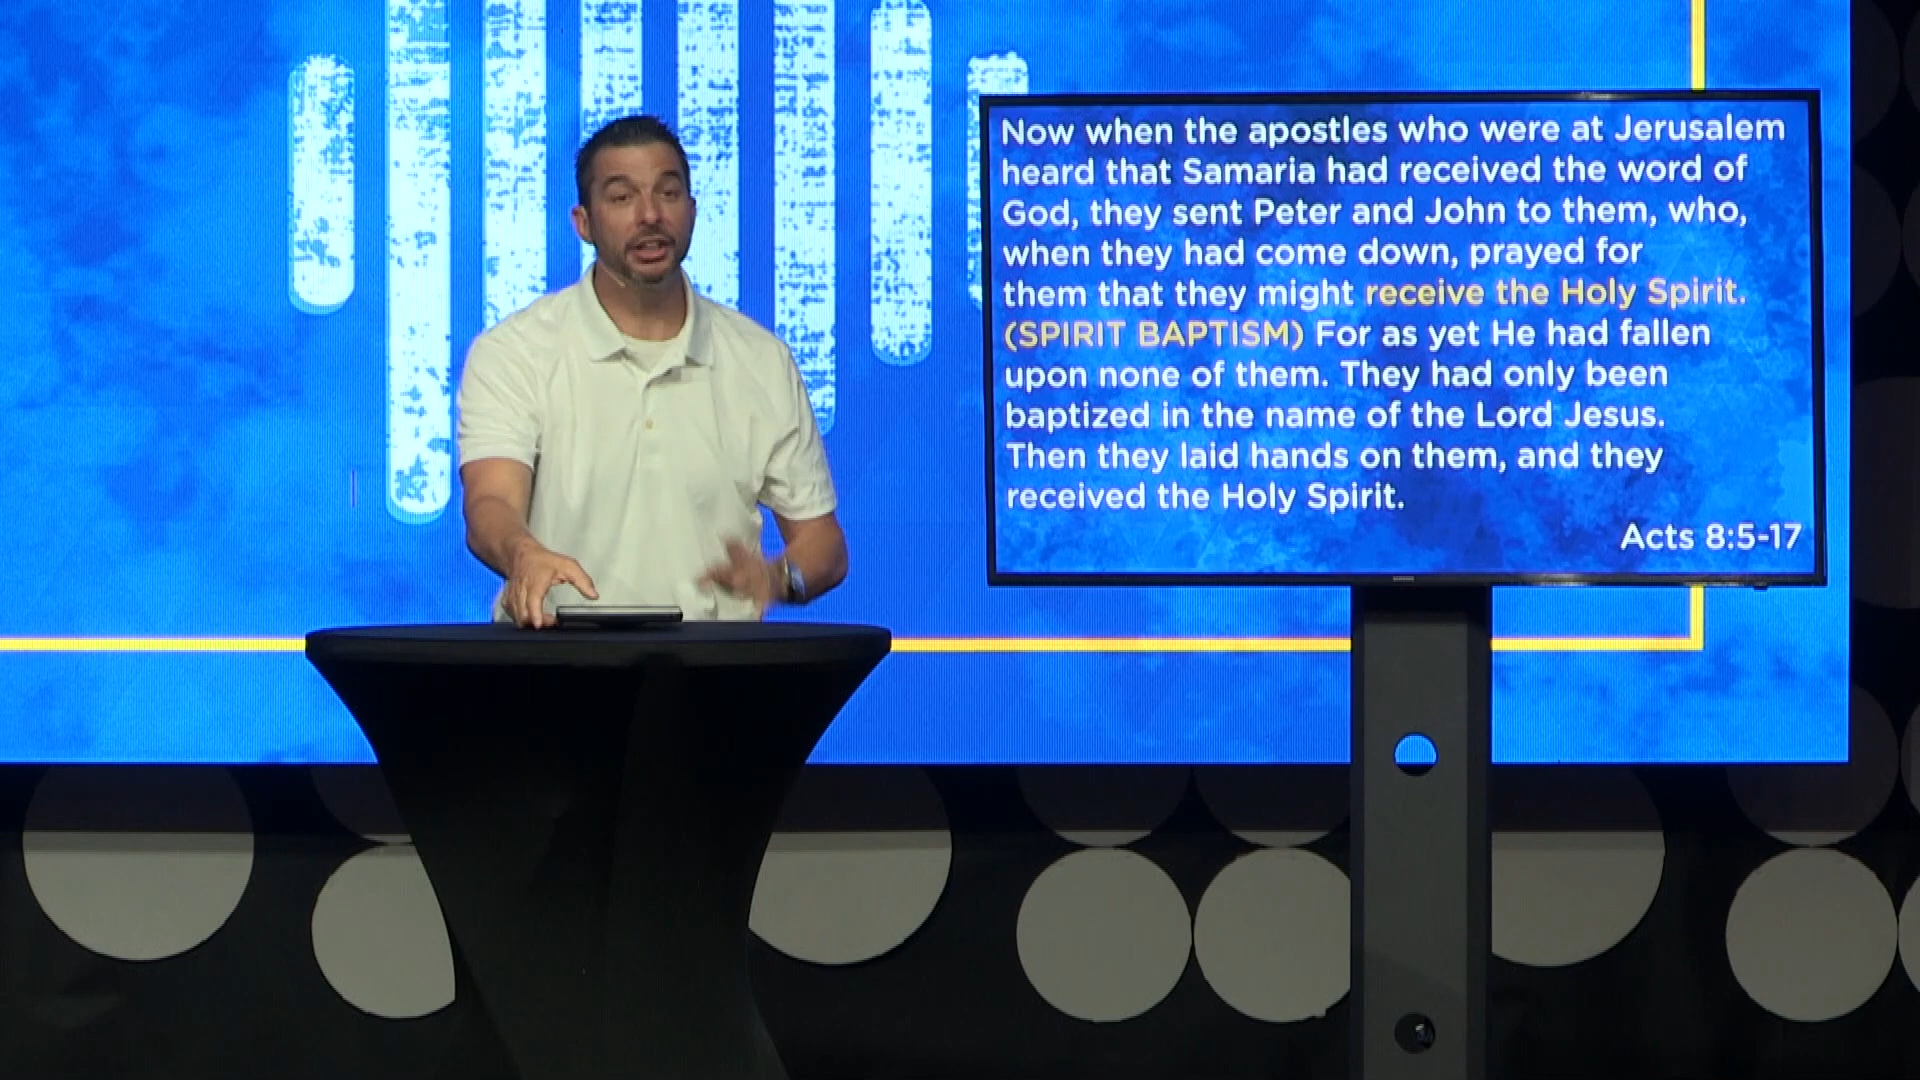 Now when the apostles who were at Jerusalem
heard that Samaria had received the word of
God, they sent Peter and John to them, who,
when they had come down, prayed for
them that they might receive the Holy Spirit.
(SPIRIT BAPTISM) For as yet He had fallen
upon none of them. They had only been
baptized in the name of the Lord Jesus.
Then they laid hands on them, and they
received the Holy Spirit.
Acts 8:5-17